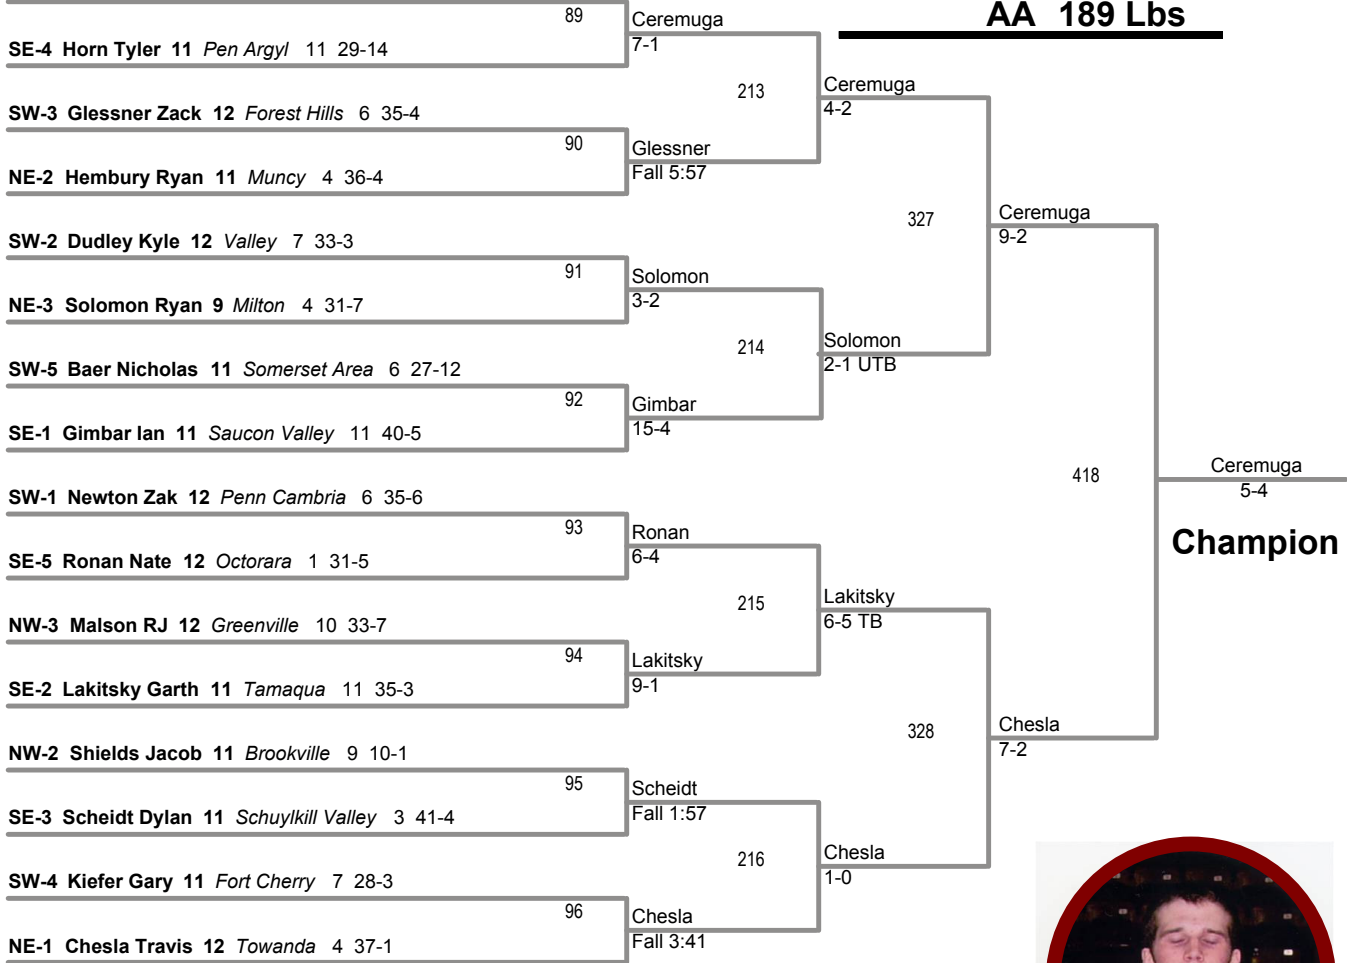 AA 189 Lbs
89
Ceremuga
7-1
SE-4 Horn Tyler 11 Pen Argyl 11 29-14
213
Ceremuga
4-2
SW-3 Glessner Zack 12 Forest Hills 6 35-4
90
Glessner
Fall 5:57
NE-2 Hembury Ryan 11 Muncy 4 36-4
327
Ceremuga
9-2
SW-2 Dudley Kyle 12 Valley 7 33-3
91
Solomon
3-2
NE-3 Solomon Ryan 9 Milton 4 31-7
214
Solomon
2-1 UTB
SW-5 Baer Nicholas 11 Somerset Area 6 27-12
92
Gimbar
15-4
SE-1 Gimbar Ian 11 Saucon Valley 11 40-5
418
Ceremuga
5-4
Champion
SW-1 Newton Zak 12 Penn Cambria 6 35-6
93
Ronan
6-4
SE-5 Ronan Nate 12 Octorara 1 31-5
215
Lakitsky
6-5 TB
NW-3 Malson RJ 12 Greenville 10 33-7
94
Lakitsky
9-1
SE-2 Lakitsky Garth 11 Tamaqua 11 35-3
328
Chesla
7-2
NW-2 Shields Jacob 11 Brookville 9 10-1
95
Scheidt
Fall 1:57
SE-3 Scheidt Dylan 11 Schuylkill Valley 3 41-4
216
Chesla
1-0
SW-4 Kiefer Gary 11 Fort Cherry 7 28-3
96
Chesla
Fall 3:41
NE-1 Chesla Travis 12 Towanda 4 37-1